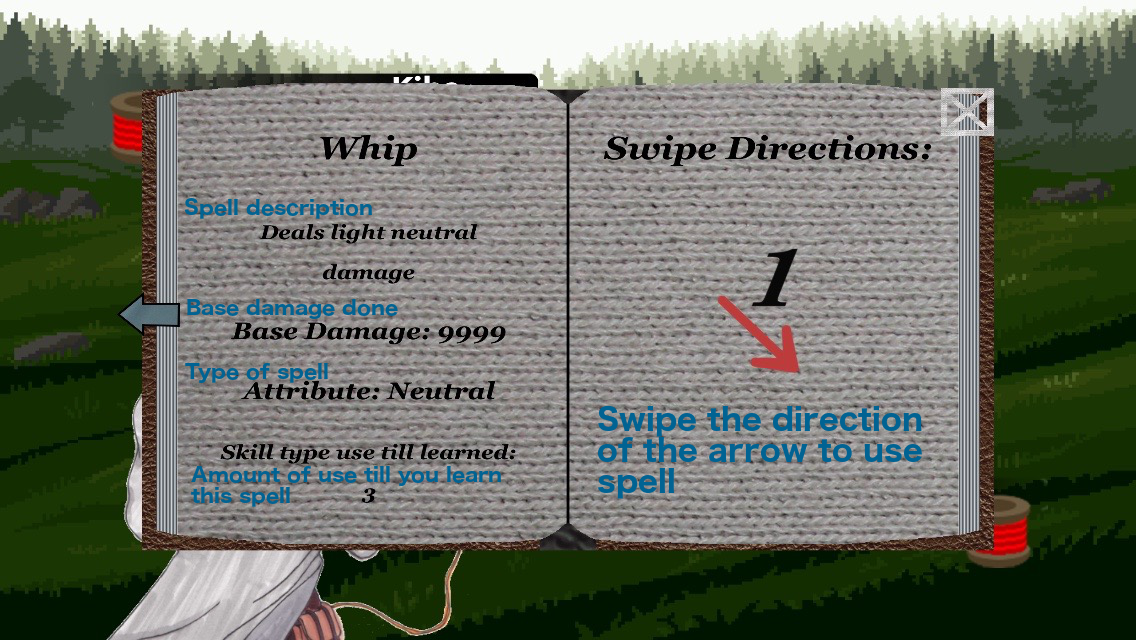 Whip
Spell description
Deals light neutral
damage
Base damage done
Base Damage: 9999
Type of spell
Attribute: Neutral
Skill type use till learned:
Amount of use till you learn
this spell
3
Swipe Directions:
1
Swipe the direction
of the arrow to use
spell